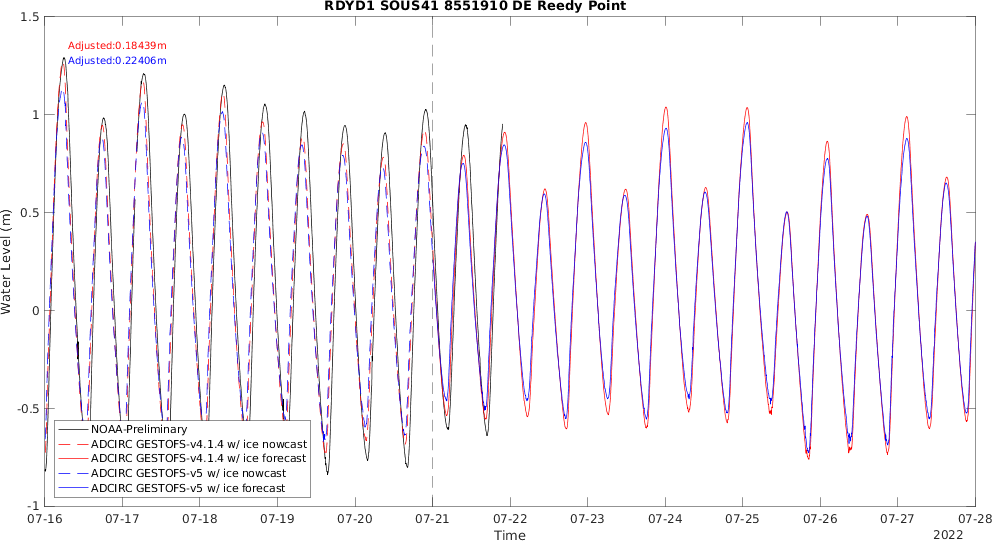 RDYD1 SOUS41 8551910 DE Reedy Point
Adjusted:0.18439m
Adjusted:0.22406m
Water Level (m)
1.5
1
0.5
0
-0.5
-1
NOAA-Preliminary
ADCIRC GESTOFS-v4.1.4 w/ ice nowcast
ADCIRC GESTOFS-v4.1.4 w/ ice forecast
ADCIRC GESTOFS-v5 w/ ice nowcast
ADCIRC GESTOFS-v5 w/ ice forecast
07-16 07-17 07-18 07-19 07-20 07-21 07-22 07-23 07-24 07-25 07-26 07-27 07-28
Time
2022